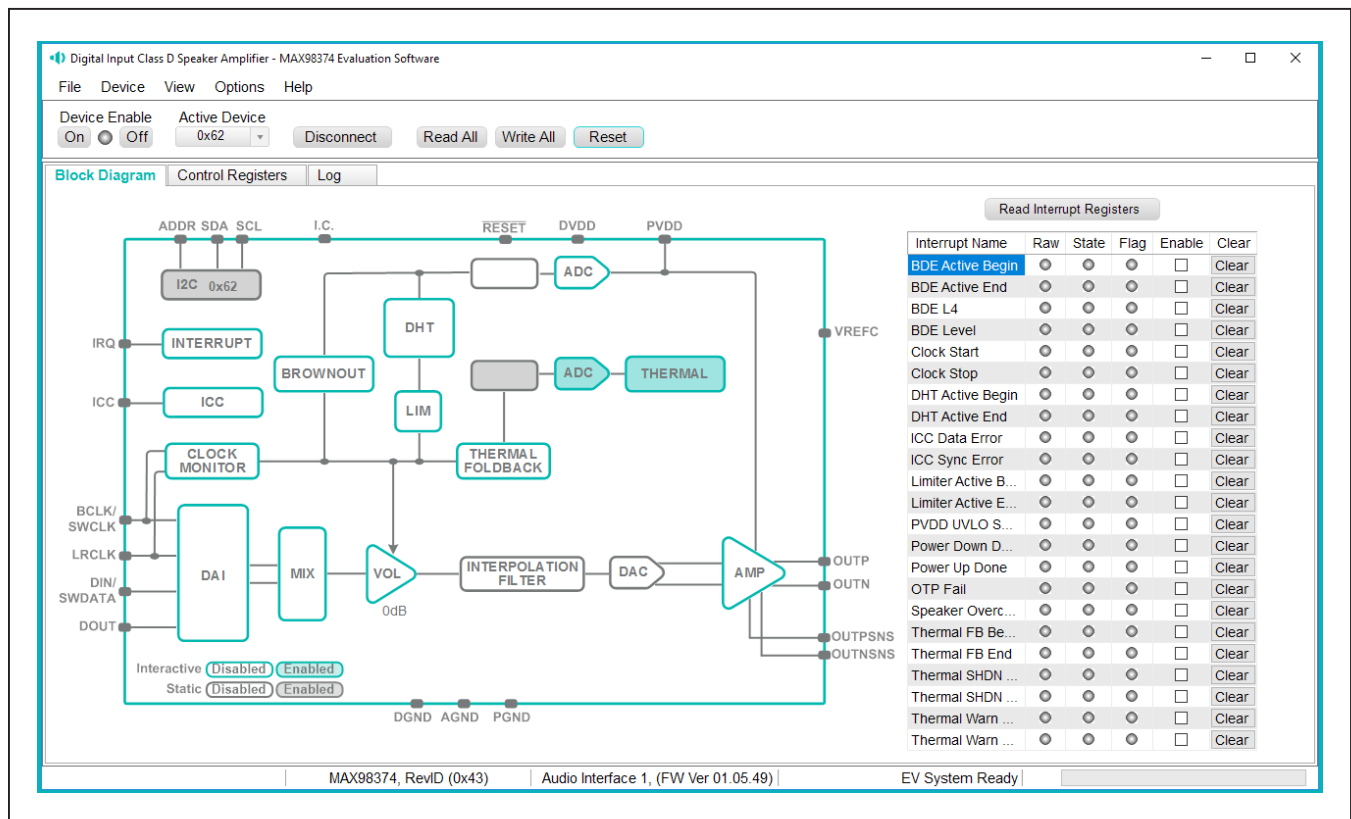 Digital Input Class D Speaker Amplifier - MAX98374 Evaluation Software
File Device View Options Help
Device Enable Active Device
On Off 0x62 Disconnect Read All Write All Reset
Block Diagram Control Registers Log
Read Interrupt Registers
ADDR SDA SCL I.C. RESET DVDD PVDD
I2C 0x62
ADC
DHT
VREFC
IRQ INTERRUPT
BROWNOUT
ADC THERMAL
ICC ICC
LIM
CLOCK
MONITOR
THERMAL
FOLDBACK
BCLK/
SWCLK
LRCLK
DIN/
SWDATA
DOUT
DAI MIX VOL
0dB
INTERPOLATION
FILTER
DAC AMP
OUTP
OUTN
OUTPSNS
OUTNSNS
Interactive Disabled Enabled
Static Disabled Enabled
DGND AGND PGND
Interrupt Name Raw State Flag Enable Clear
BDE Active Begin Clear
BDE Active End Clear
BDE L4 Clear
BDE Level Clear
Clock Start Clear
Clock Stop Clear
DHT Active Begin Clear
DHT Active End Clear
ICC Data Error Clear
ICC Sync Error Clear
Limiter Active B... Clear
Limiter Active E... Clear
PVDD UVLO S... Clear
Power Down D... Clear
Power Up Done Clear
OTP Fail Clear
Speaker Overc... Clear
Thermal FB Be... Clear
Thermal FB End Clear
Thermal SHDN ... Clear
Thermal SHDN ... Clear
Thermal Warn ... Clear
Thermal Warn ... Clear
MAX98374, RevID (0x43) Audio Interface 1, (FW Ver 01.05.49) EV System Ready